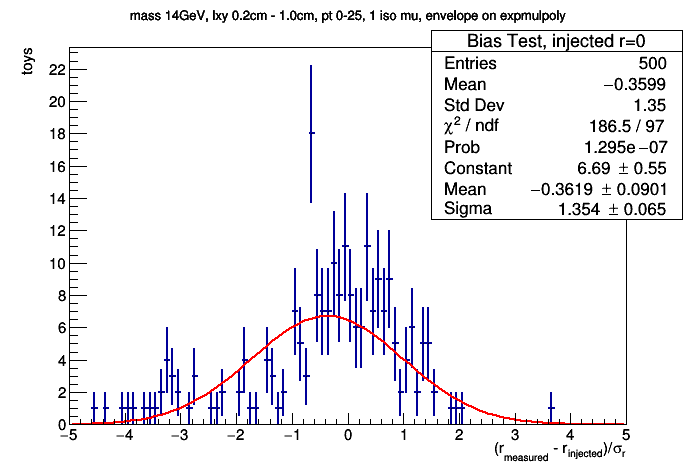 mass 14GeV, lxy 0.2cm - 1.0cm, pt 0-25, 1 iso mu, envelope on expmulpoly
Bias Test, injected r=0
Entries 500
Mean −0.3599
Std Dev 1.35
χ² / ndf 186.5 / 97
Prob 1.295e−07
Constant 6.69 ± 0.55
Mean −0.3619 ± 0.0901
Sigma 1.354 ± 0.065
toys
22
20
18
16
14
12
10
8
6
4
2
0
−5 −4 −3 −2 −1 0 1 2 3 4 5
(r_measured - r_injected)/σ_r